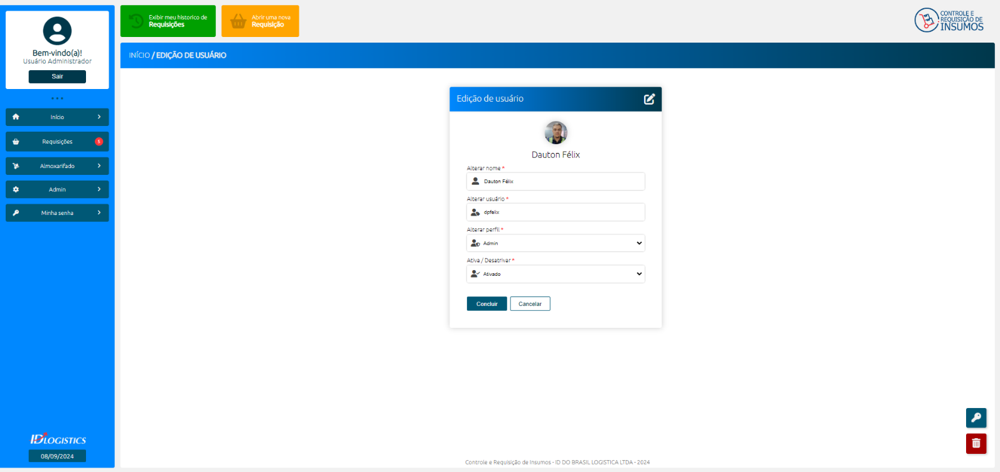 Bem-vindo(a)!
Usuário Administrador
Sair
Início
Requisições
5
Almoxarifado
Admin
Minha senha
ID LOGISTICS
08/09/2024
Exibir meu historico de
Requisições
Abrir uma nova
Requisição
CONTROLE E
REQUISIÇÃO DE
INSUMOS
INÍCIO / EDIÇÃO DE USUÁRIO
Edição de usuário
Dauton Félix
Alterar nome *
Dauton Félix
Alterar usuário *
dpfelix
Alterar perfil *
Admin
Ativa / Desatrivar *
Ativado
Concluir
Cancelar
Controle e Requisição de Insumos - ID DO BRASIL LOGISTICA LTDA - 2024